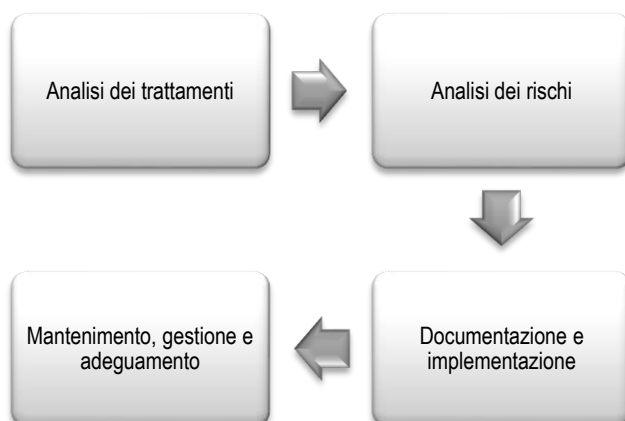 Analisi dei trattamenti
Analisi dei rischi
Documentazione e
implementazione
Mantenimento, gestione e
adeguamento